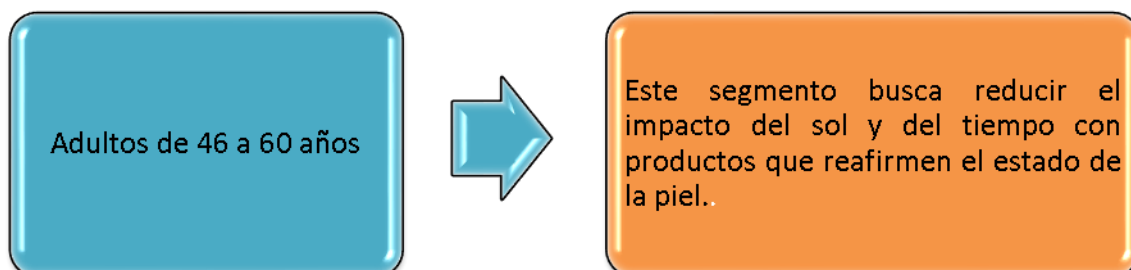 Adultos de 46 a 60 años
Este segmento busca reducir el
impacto del sol y del tiempo con
productos que reafirmen el estado de
la piel..